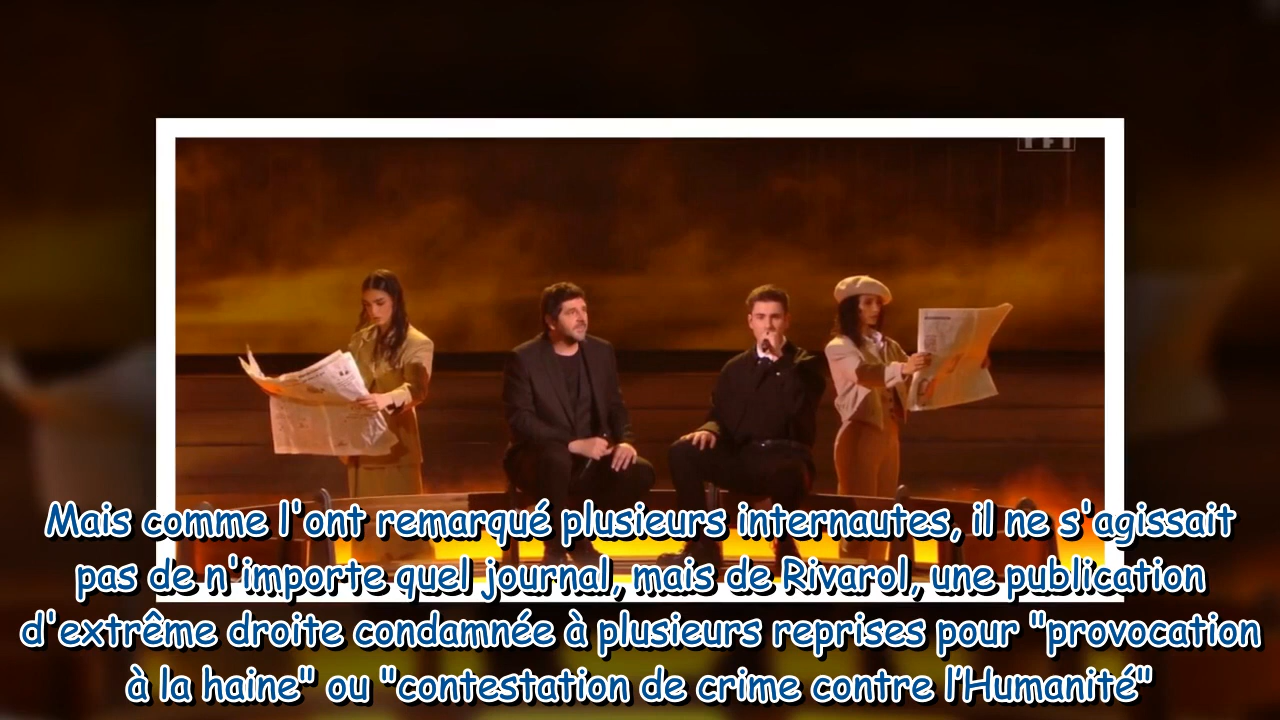 TF1
Mais comme l'ont remarqué plusieurs internautes, il ne s'agissait
pas de n'importe quel journal, mais de Rivarol, une publication
d'extrême droite condamnée à plusieurs reprises pour "provocation
à la haine" ou "contestation de crime contre l’Humanité"